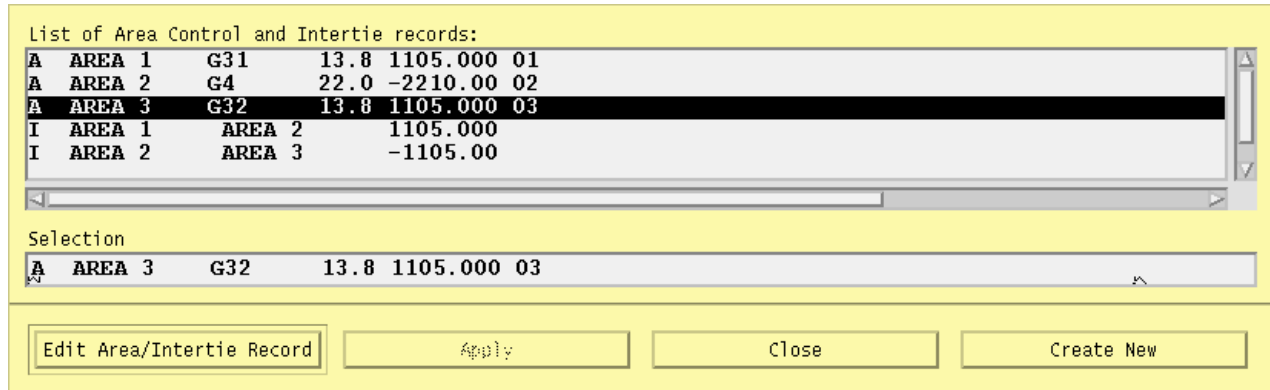 List of Area Control and Intertie records:
A AREA 1 G31 13.8 1105.000 01
A AREA 2 G4 22.0 -2210.00 02
A AREA 3 G32 13.8 1105.000 03
I AREA 1 AREA 2 1105.000
I AREA 2 AREA 3 -1105.00
Selection
A AREA 3 G32 13.8 1105.000 03
Edit Area/Intertie Record Apply Close Create New